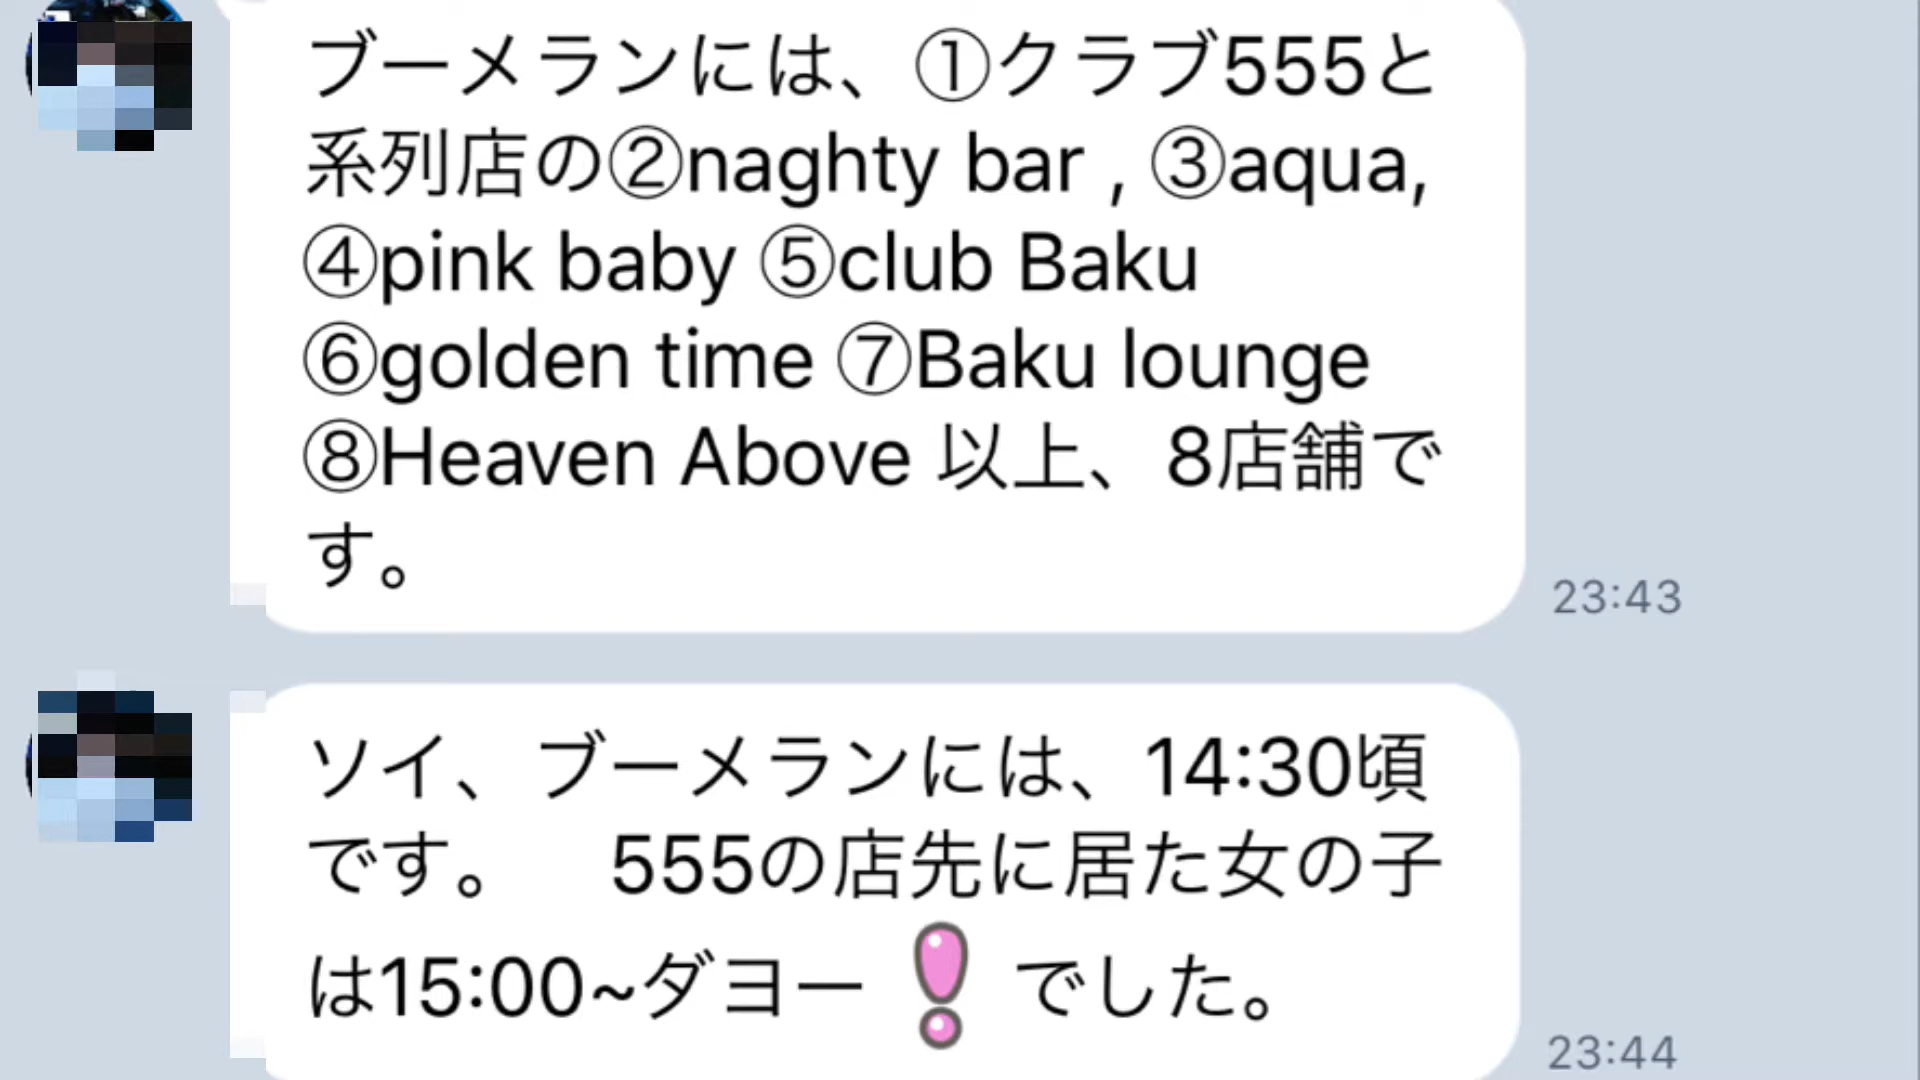 ブーメランには、①クラブ555と
系列店の②naghty bar , ③aqua,
④pink baby ⑤club Baku
⑥golden time ⑦Baku lounge
⑧Heaven Above 以上、8店舗で
す。
23:43
ソイ、ブーメランには、14:30頃
です。　555の店先に居た女の子
は15:00~ダヨー❗でした。
23:44